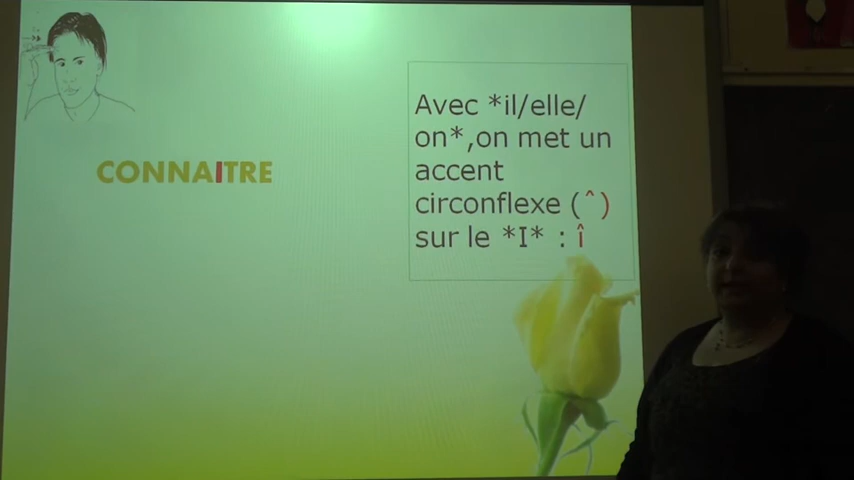 CONNAITRE
Avec *il/elle/
on*,on met un
accent
circonflexe (ˆ)
sur le *I* : î